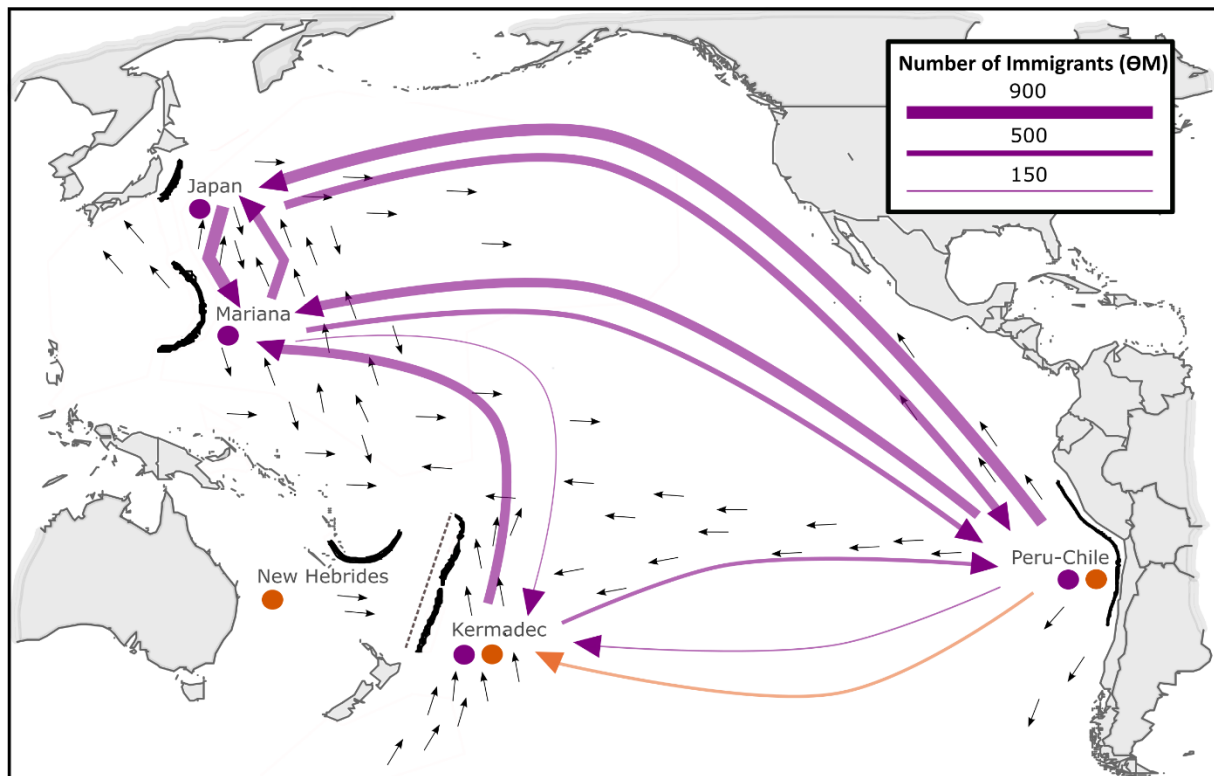 Number of Immigrants (ΘM)
900
500
150
Japan
Mariana
New Hebrides
Peru-Chile
Kermadec